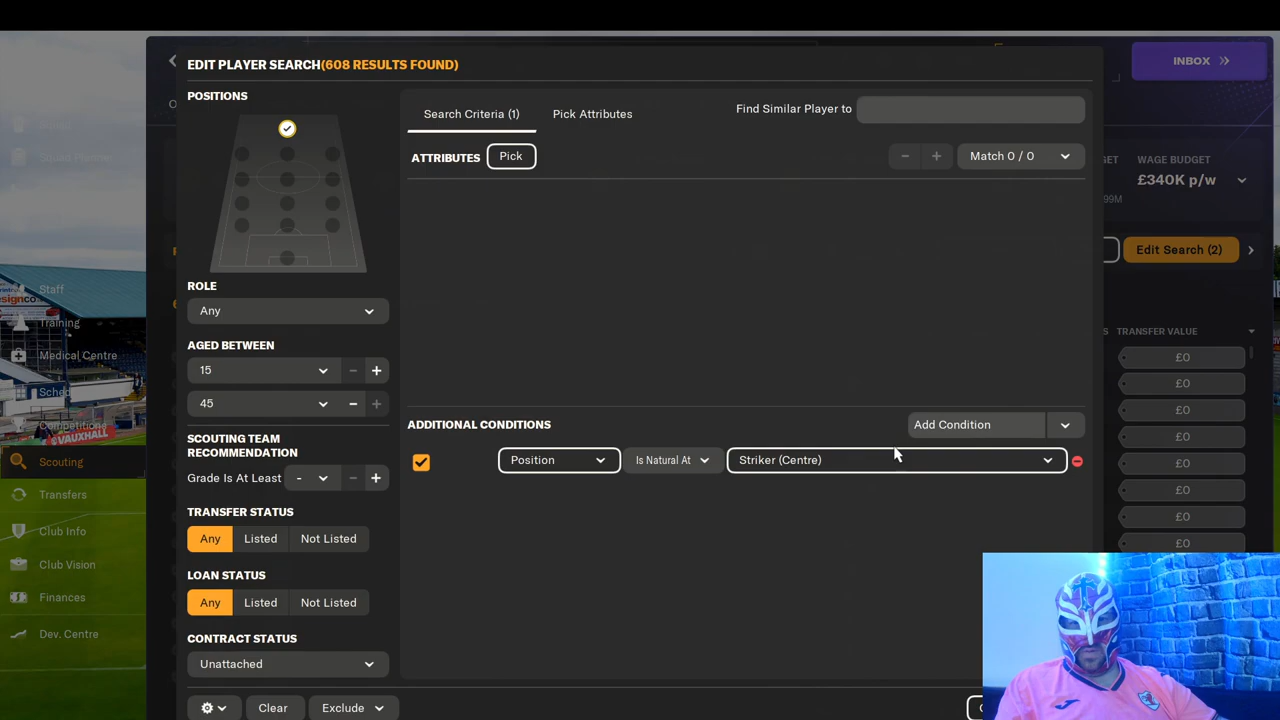 EDIT PLAYER SEARCH(608 RESULTS FOUND)
INBOX
POSITIONS
Search Criteria (1)
Pick Attributes
Find Similar Player to
ATTRIBUTES
Pick
Match 0 / 0
WAGE BUDGET
£340K p/w
Edit Search (2)
ROLE
Any
AGED BETWEEN
15
45
SCOUTING TEAM
RECOMMENDATION
Grade Is At Least
-
TRANSFER STATUS
Any
Listed
Not Listed
LOAN STATUS
Any
Listed
Not Listed
CONTRACT STATUS
Unattached
Clear
Exclude
ADDITIONAL CONDITIONS
Add Condition
Position
Is Natural At
Striker (Centre)
TRANSFER VALUE
£0
£0
£0
£0
£0
£0
£0
£0
Staff
Training
Medical Centre
Competitions
Scouting
Transfers
Club Info
Club Vision
Finances
Dev. Centre
VAUXHALL